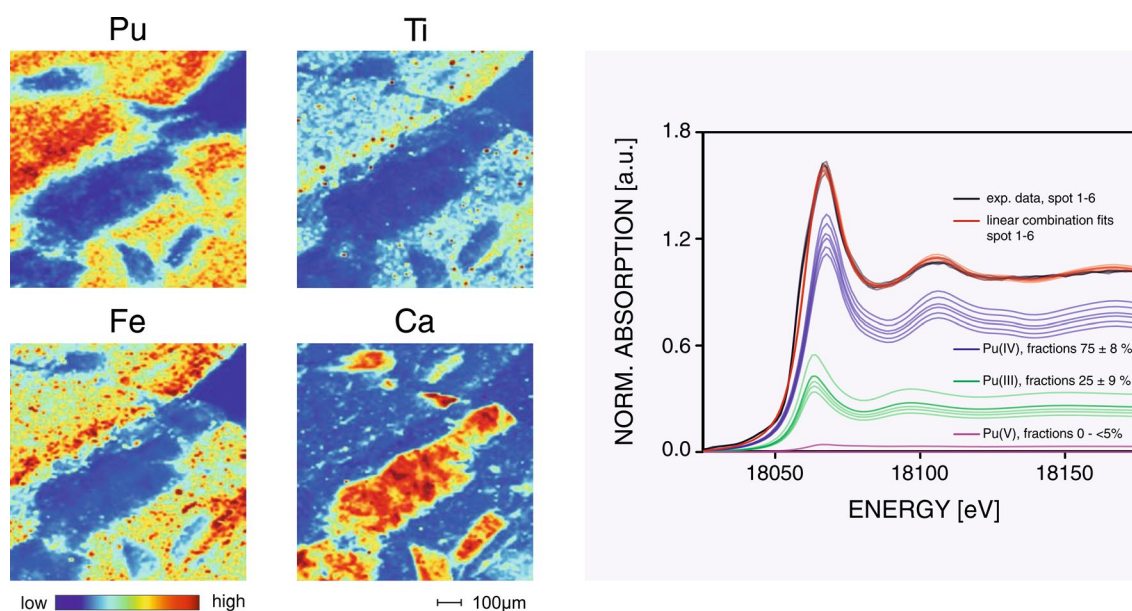 Pu
Ti
Fe
Ca
low
high
100µm
NORM. ABSORPTION [a.u.]
1.8
1.2
0.6
0.0
exp. data, spot 1-6
linear combination fits
spot 1-6
Pu(IV), fractions 75 ± 8 %
Pu(III), fractions 25 ± 9 %
Pu(V), fractions 0 - <5%
18050
18100
18150
ENERGY [eV]